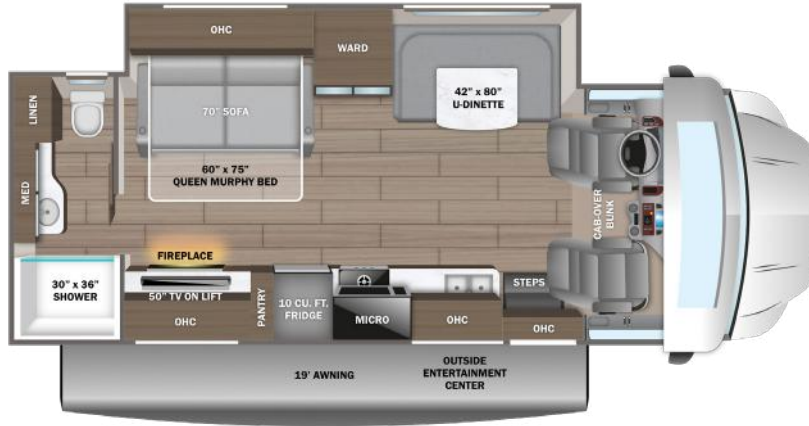 OHC
WARD
42" x 80"
U-DINETTE
70" SOFA
LINEN
60" x 75"
QUEEN MURPHY BED
MED
CAB-OVER
BUNK
FIREPLACE
30" x 36"
SHOWER
50" TV ON LIFT
PANTRY
10 CU. FT.
FRIDGE
STEPS
OHC
MICRO
OHC
OHC
19' AWNING
OUTSIDE
ENTERTAINMENT
CENTER